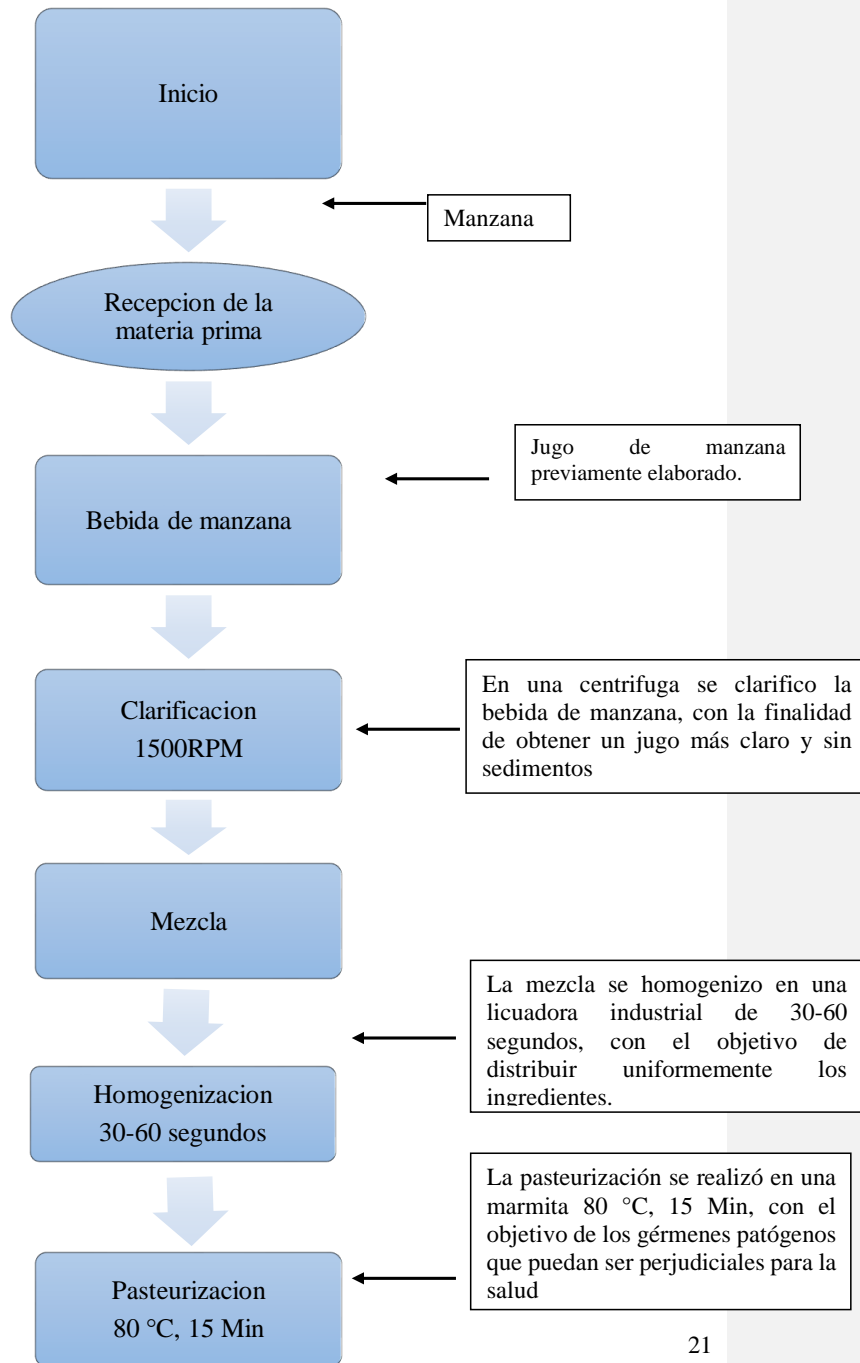 Inicio
Manzana
Recepcion de la
materia prima
Jugo de manzana
previamente elaborado.
Bebida de manzana
En una centrifuga se clarifico la
bebida de manzana, con la finalidad
de obtener un jugo más claro y sin
sedimentos
Clarificacion
1500RPM
Mezcla
La mezcla se homogenizo en una
licuadora industrial de 30-60
segundos, con el objetivo de
distribuir uniformemente los
ingredientes.
Homogenizacion
30-60 segundos
La pasteurización se realizó en una
marmita 80 °C, 15 Min, con el
objetivo de los gérmenes patógenos
que puedan ser perjudiciales para la
salud
Pasteurizacion
80 °C, 15 Min
21